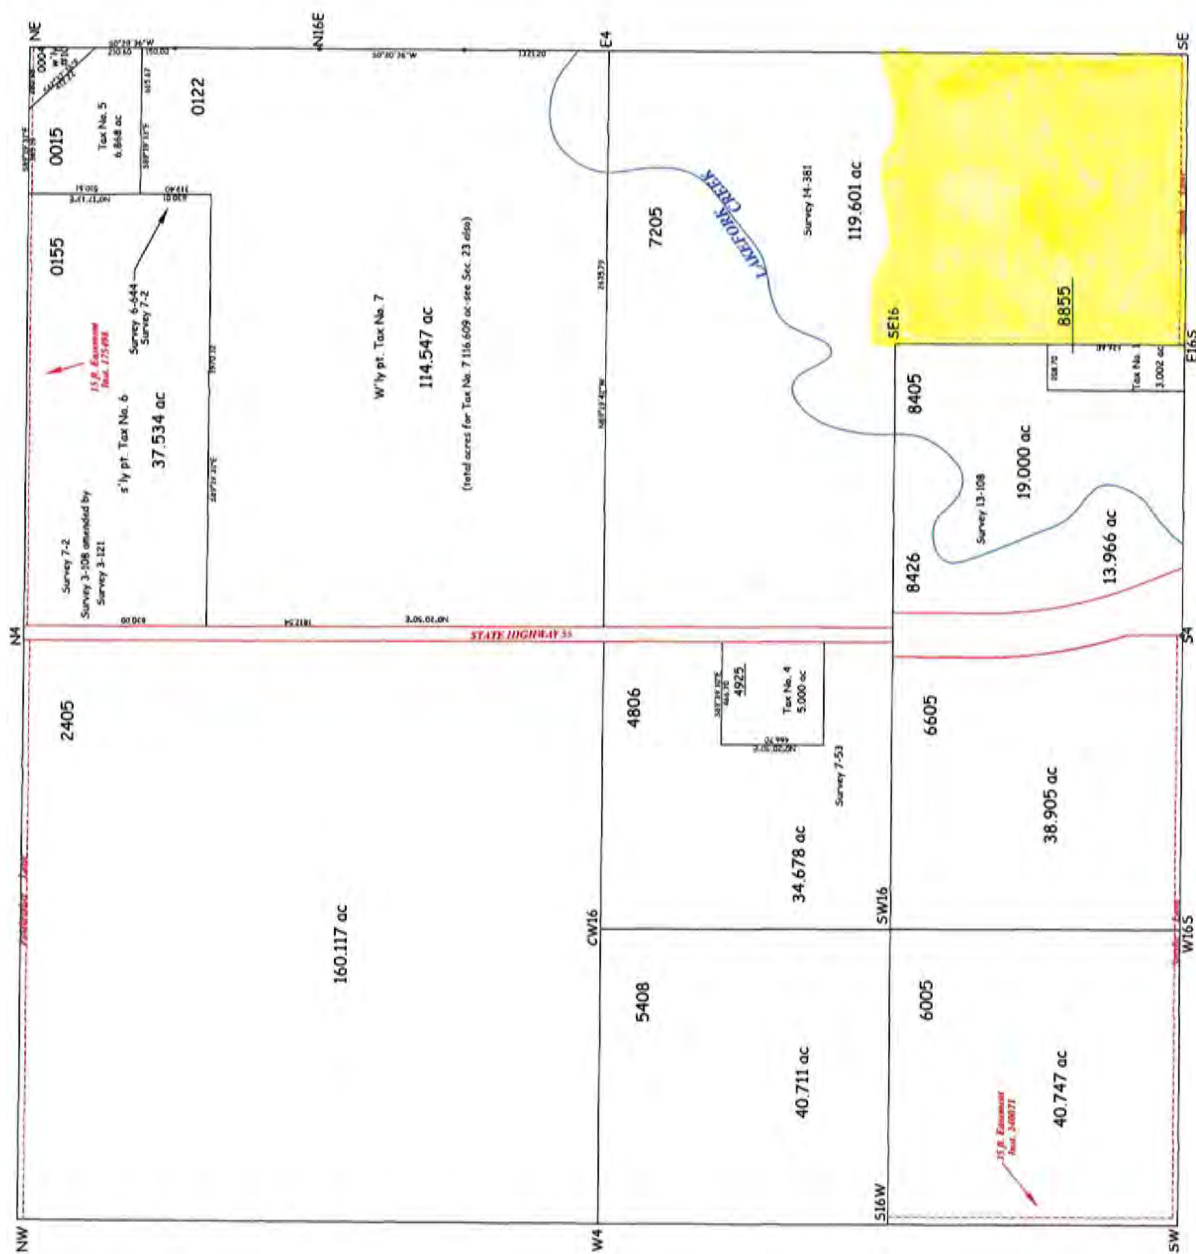 NW
N4
NE
2405
160.117 ac
Survey 7-2
Survey 3-108 amended by
Survey 3-121
s'ly pt. Tax No. 6
37.534 ac
15 ft. Easement
Inst. 175498
0155
Survey 6-644
Survey 7-2
0015
Tax No. 5
6.868 ac
0004
0122
N16E
W'ly pt. Tax No. 7
114.547 ac
(total acres for Tax No. 7 116.609 ac-see Sec. 23 also)
STATE HIGHWAY 55
W4
CW16
E4
5408
40.711 ac
4806
34.678 ac
4925
Tax No. 4
5.000 ac
Survey 7-53
7205
LAKEFORK CREEK
Survey 14-381
119.601 ac
S16W
SW16
SE16
6005
40.747 ac
15 ft. Easement
6605
38.905 ac
8426
13.966 ac
Survey 13-108
8405
19.000 ac
Tax No. 1
3.002 ac
8855
SW
W16S
S4
E16S
SE